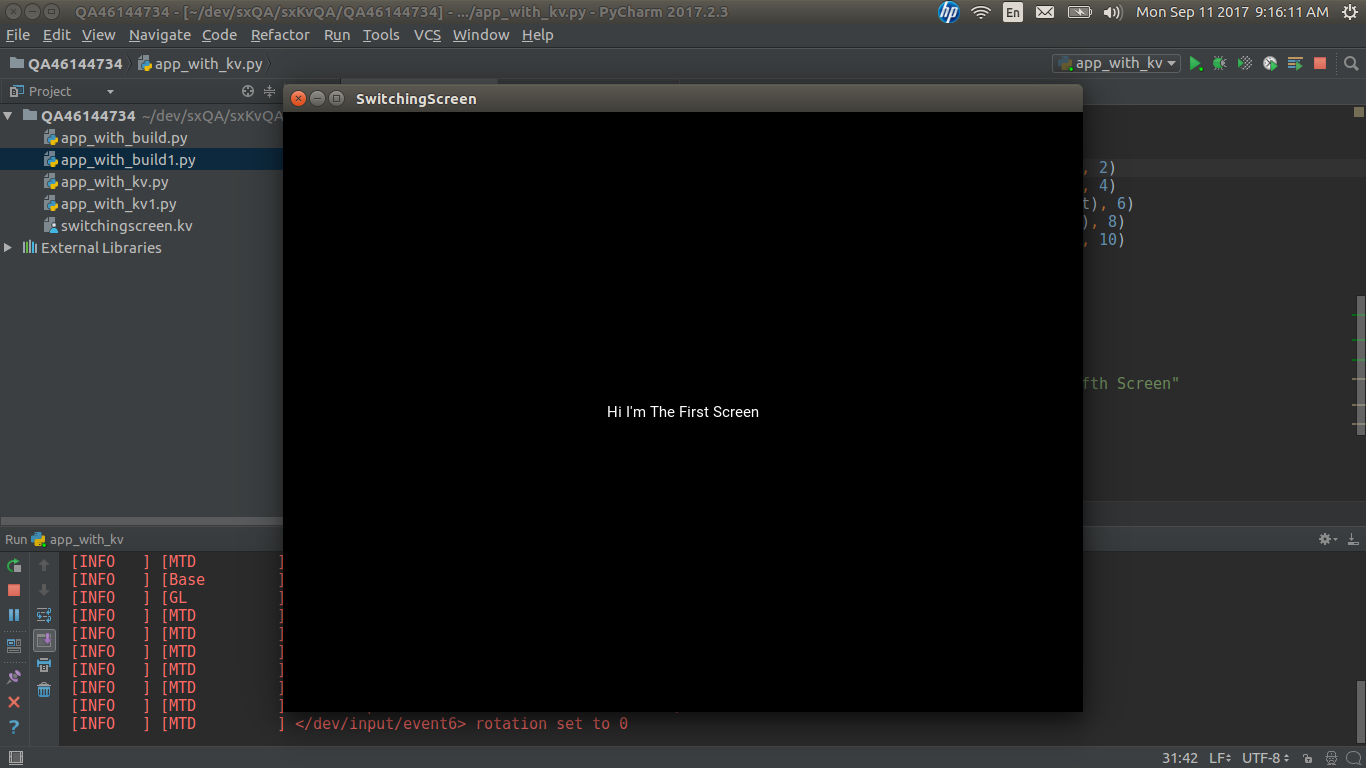 QA46144734 - [~/dev/sxQA/sxKvQA/QA46144734] - .../app_with_kv.py - PyCharm 2017.2.3
En
Mon Sep 11 2017 9:16:11 AM
File Edit View Navigate Code Refactor Run Tools VCS Window Help
QA46144734 app_with_kv.py
app_with_kv
Project
SwitchingScreen
QA46144734 ~/dev/sxQA/sxKvQA
app_with_build.py
app_with_build1.py
app_with_kv.py
app_with_kv1.py
switchingscreen.kv
External Libraries
, 2)
, 4)
t), 6)
), 8)
, 10)
fth Screen"
Hi I'm The First Screen
Run app_with_kv
[INFO ] [MTD ]
[INFO ] [Base ]
[INFO ] [GL ]
[INFO ] [MTD ]
[INFO ] [MTD ]
[INFO ] [MTD ]
[INFO ] [MTD ]
[INFO ] [MTD ]
[INFO ] [MTD ]
[INFO ] [MTD ] </dev/input/event6> rotation set to 0
31:42 LF UTF-8